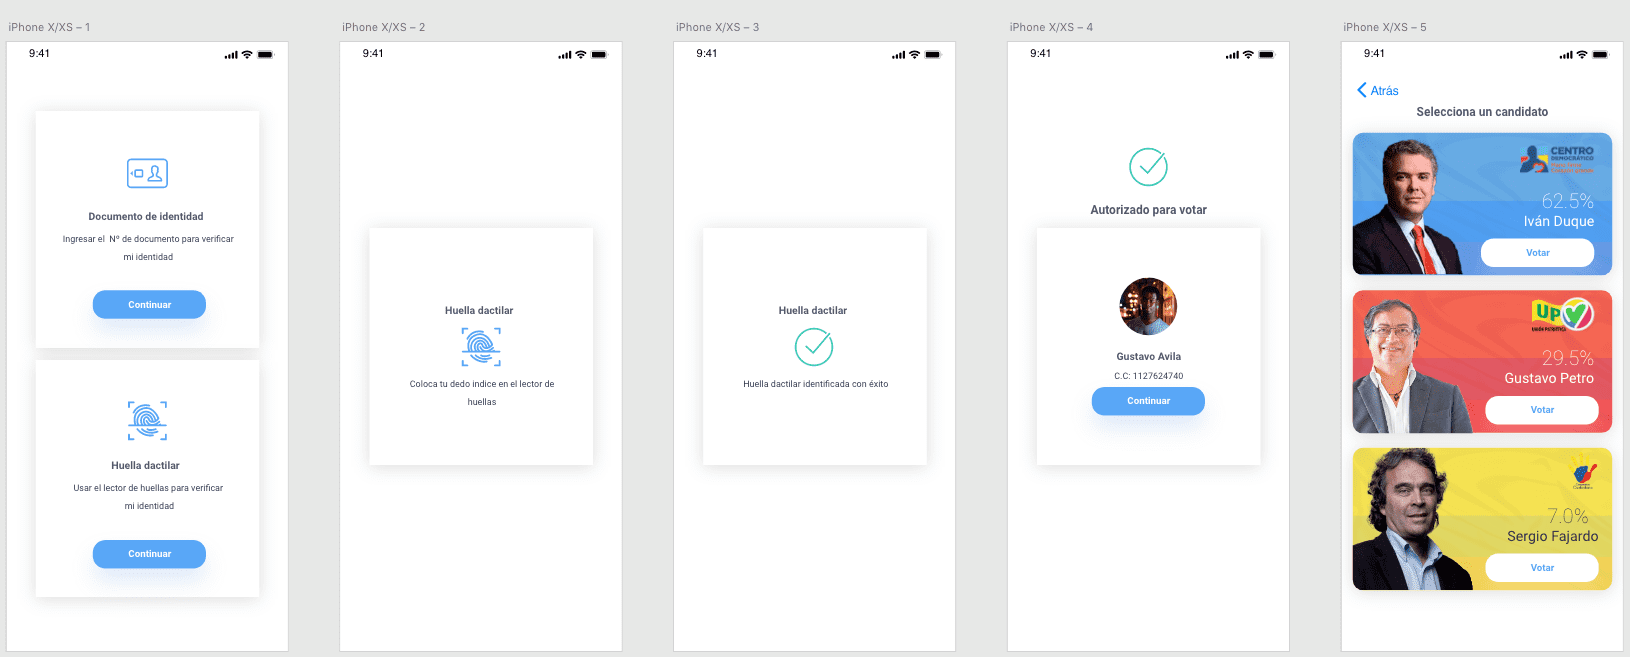 iPhone X/XS – 1
9:41
Documento de identidad
Ingresar el Nº de documento para verificar
mi identidad
Continuar
Huella dactilar
Usar el lector de huellas para verificar
mi identidad
Continuar
iPhone X/XS – 2
9:41
Huella dactilar
Coloca tu dedo indice en el lector de
huellas
iPhone X/XS – 3
9:41
Huella dactilar
Huella dactilar identificada con éxito
iPhone X/XS – 4
9:41
Autorizado para votar
Gustavo Avila
C.C: 1127624740
Continuar
iPhone X/XS – 5
9:41
Atrás
Selecciona un candidato
CENTRO
DEMOCRÁTICO
62.5%
Iván Duque
Votar
UP
UNIÓN PATRIÓTICA
29.5%
Gustavo Petro
Votar
7.0%
Sergio Fajardo
Votar